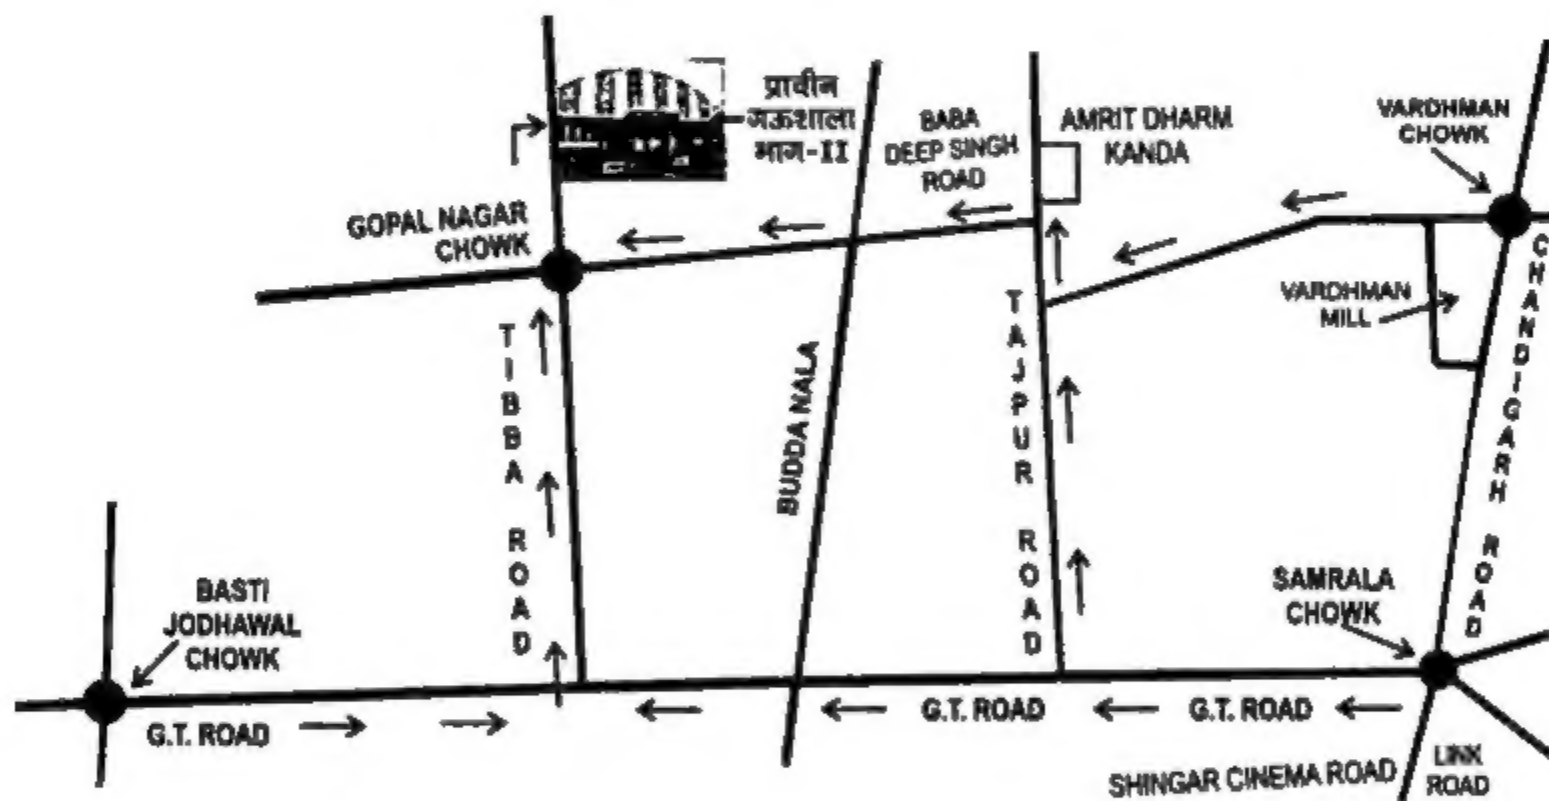 प्राचीन
गऊशाला
भाग-II
BABA
DEEP SINGH
ROAD
AMRIT DHARM
KANDA
VARDHMAN
CHOWK
GOPAL NAGAR
CHOWK
VARDHMAN
MILL
CHANDIGARH ROAD
TIBBA ROAD
BUDDA NALA
TAJPUR ROAD
BASTI
JODHAWAL
CHOWK
SAMRALA
CHOWK
G.T. ROAD
G.T. ROAD
G.T. ROAD
SHINGAR CINEMA ROAD
LINK
ROAD